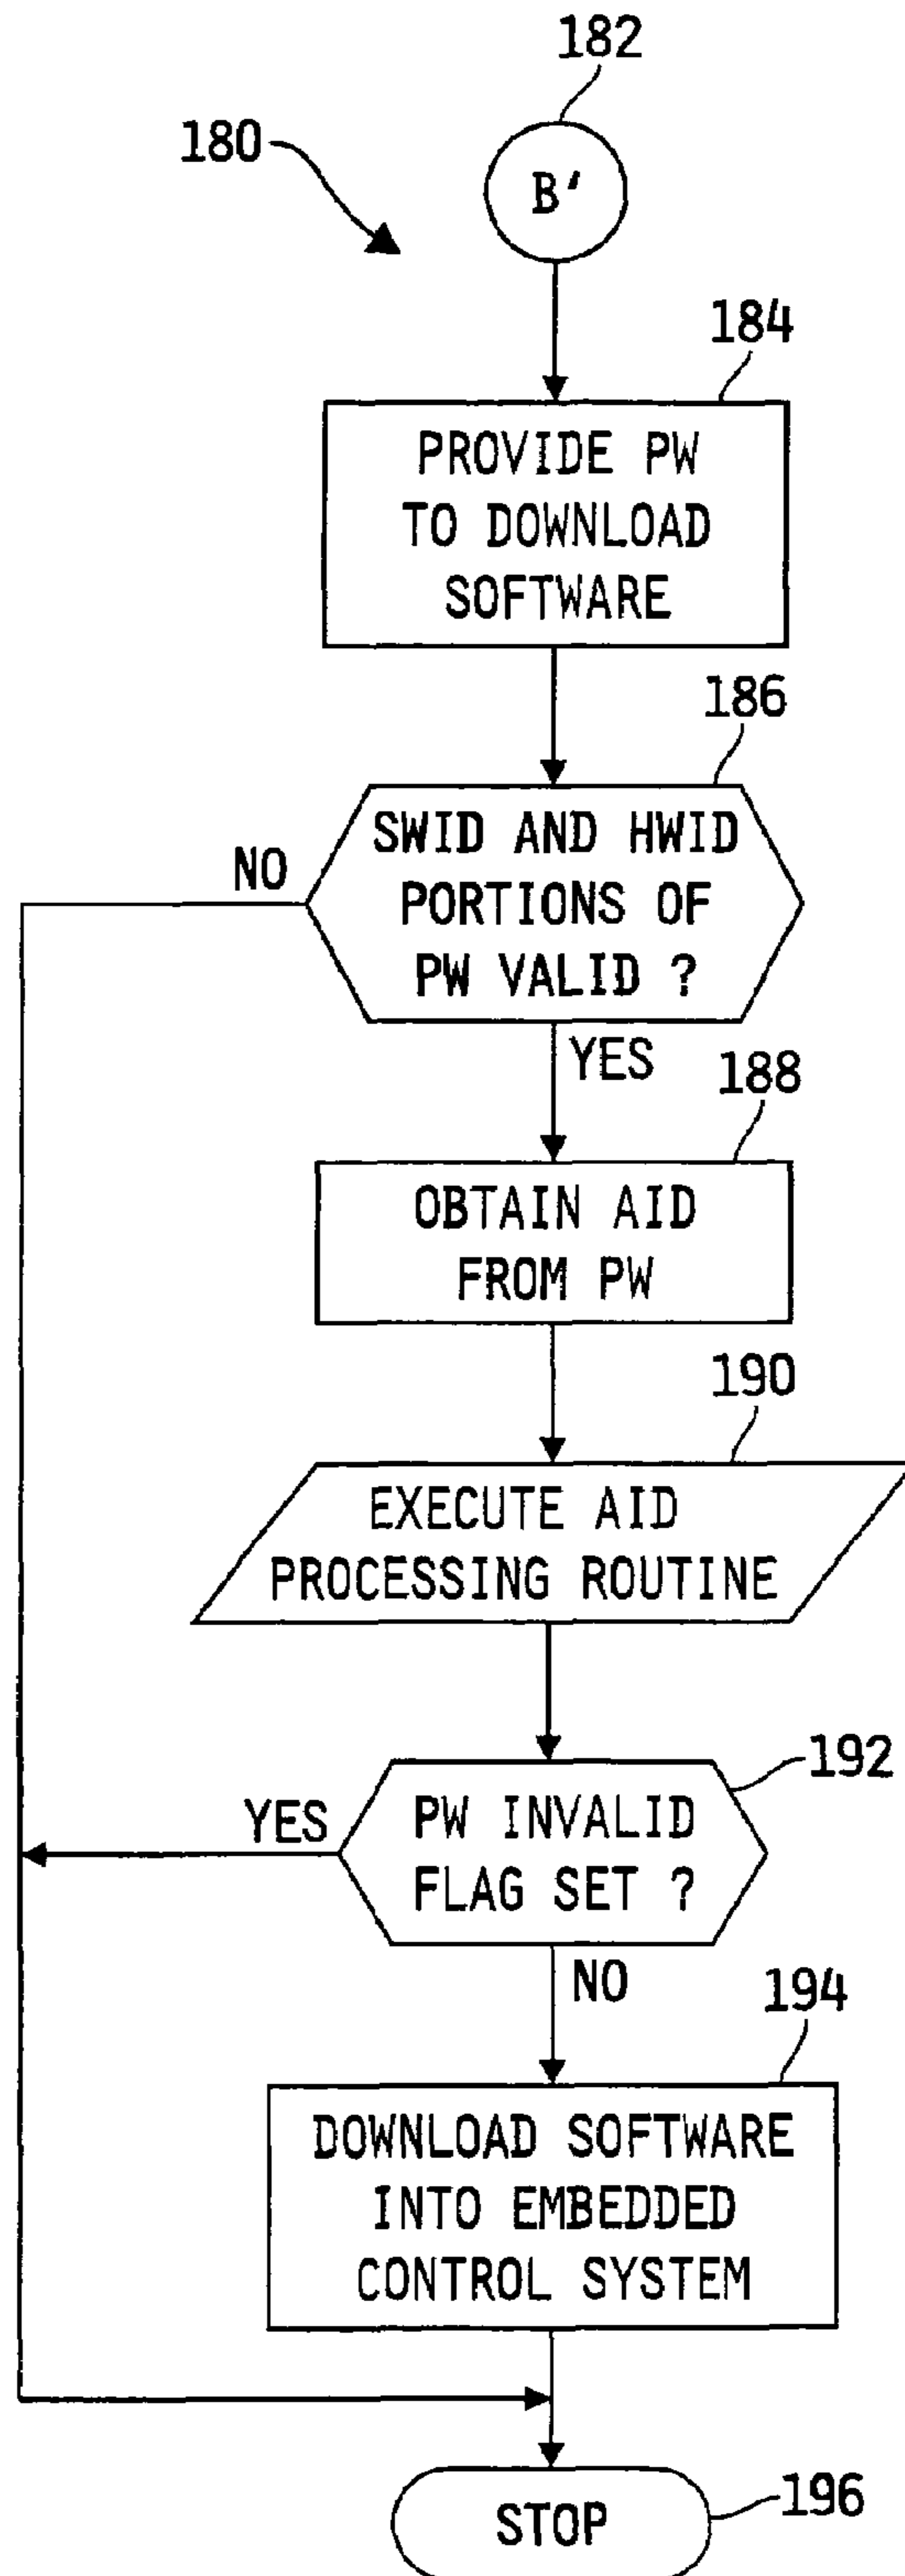 182
180
B'
184
PROVIDE PW
TO DOWNLOAD
SOFTWARE
186
SWID AND HWID
PORTIONS OF
PW VALID ?
NO
YES
188
OBTAIN AID
FROM PW
190
EXECUTE AID
PROCESSING ROUTINE
192
PW INVALID
FLAG SET ?
YES
NO
194
DOWNLOAD SOFTWARE
INTO EMBEDDED
CONTROL SYSTEM
STOP
196